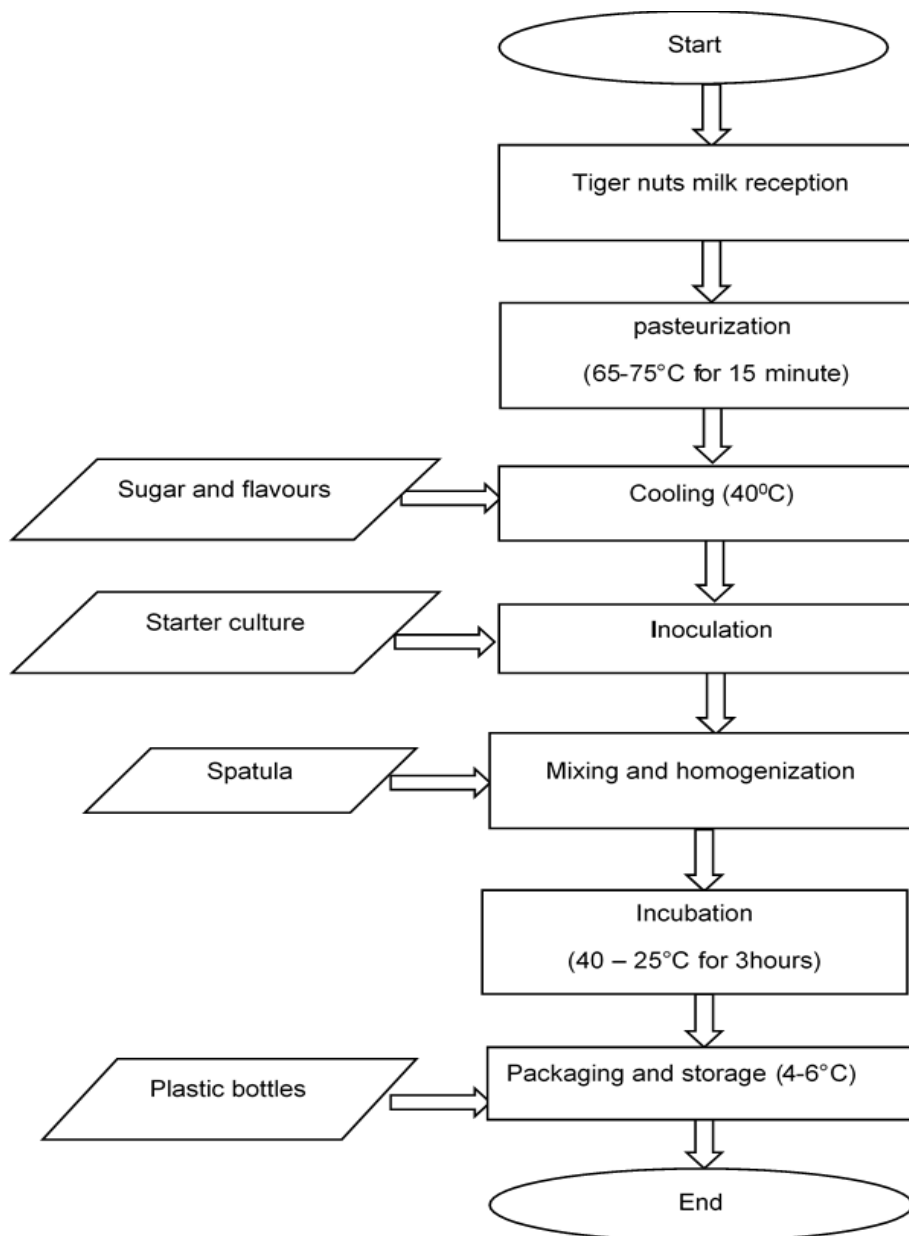 Start
Tiger nuts milk reception
pasteurization
(65-75°C for 15 minute)
Sugar and flavours
Cooling (40⁰C)
Starter culture
Inoculation
Spatula
Mixing and homogenization
Incubation
(40 – 25°C for 3hours)
Plastic bottles
Packaging and storage (4-6°C)
End